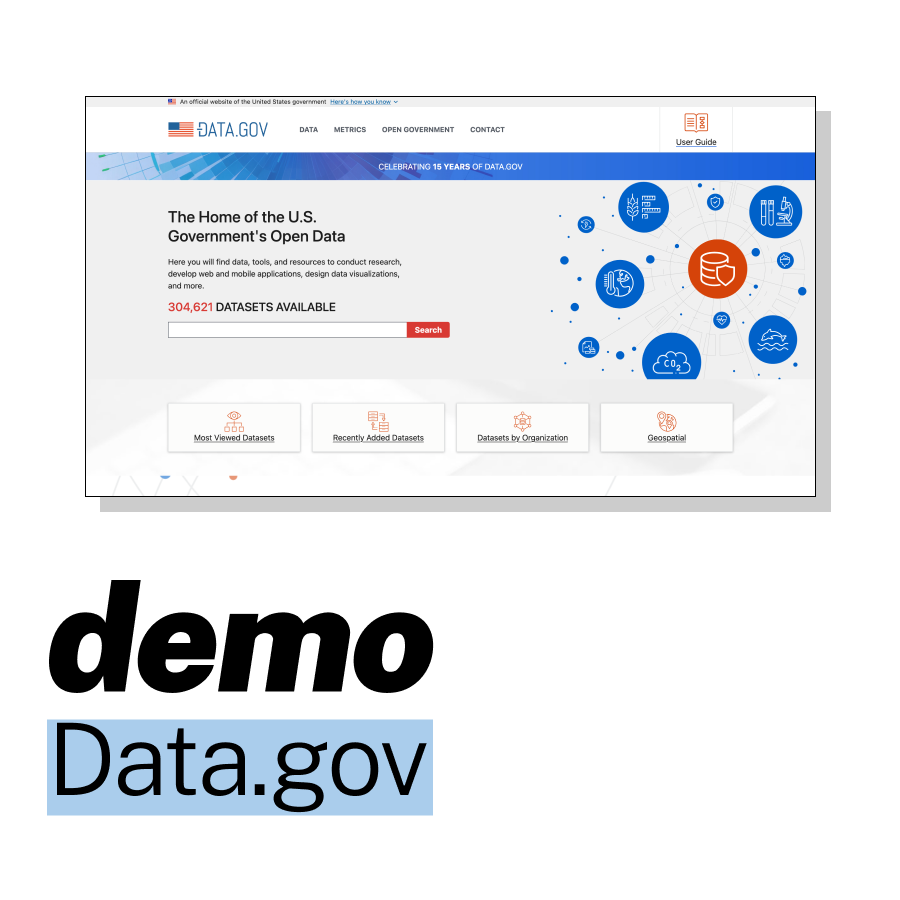 An official website of the United States government Here's how you know
DATA.GOV
DATA METRICS OPEN GOVERNMENT CONTACT
User Guide
CELEBRATING 15 YEARS OF DATA.GOV
The Home of the U.S.
Government's Open Data
Here you will find data, tools, and resources to conduct research,
develop web and mobile applications, design data visualizations,
and more.
304,621 DATASETS AVAILABLE
Search
CO2
Most Viewed Datasets
Recently Added Datasets
Datasets by Organization
Geospatial
demo
Data.gov